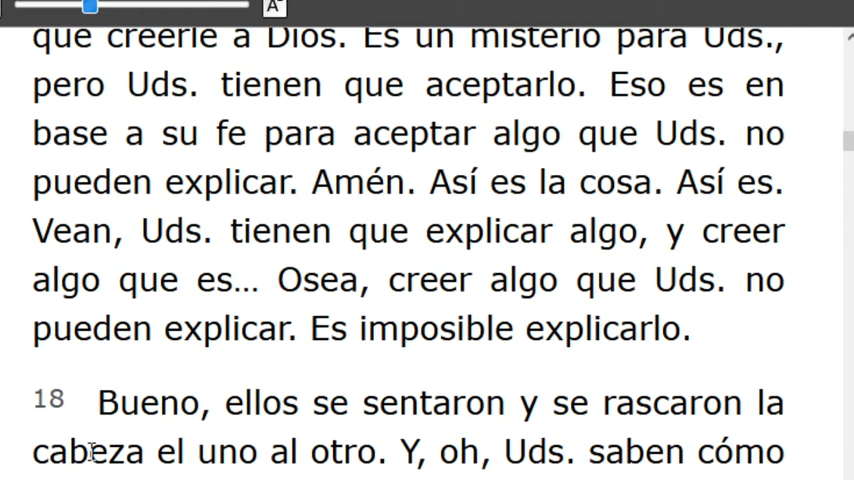 A
que creerle a Dios. Es un misterio para Uds.,
pero Uds. tienen que aceptarlo. Eso es en
base a su fe para aceptar algo que Uds. no
pueden explicar. Amén. Así es la cosa. Así es.
Vean, Uds. tienen que explicar algo, y creer
algo que es... Osea, creer algo que Uds. no
pueden explicar. Es imposible explicarlo.
18 Bueno, ellos se sentaron y se rascaron la
cabeza el uno al otro. Y, oh, Uds. saben cómo